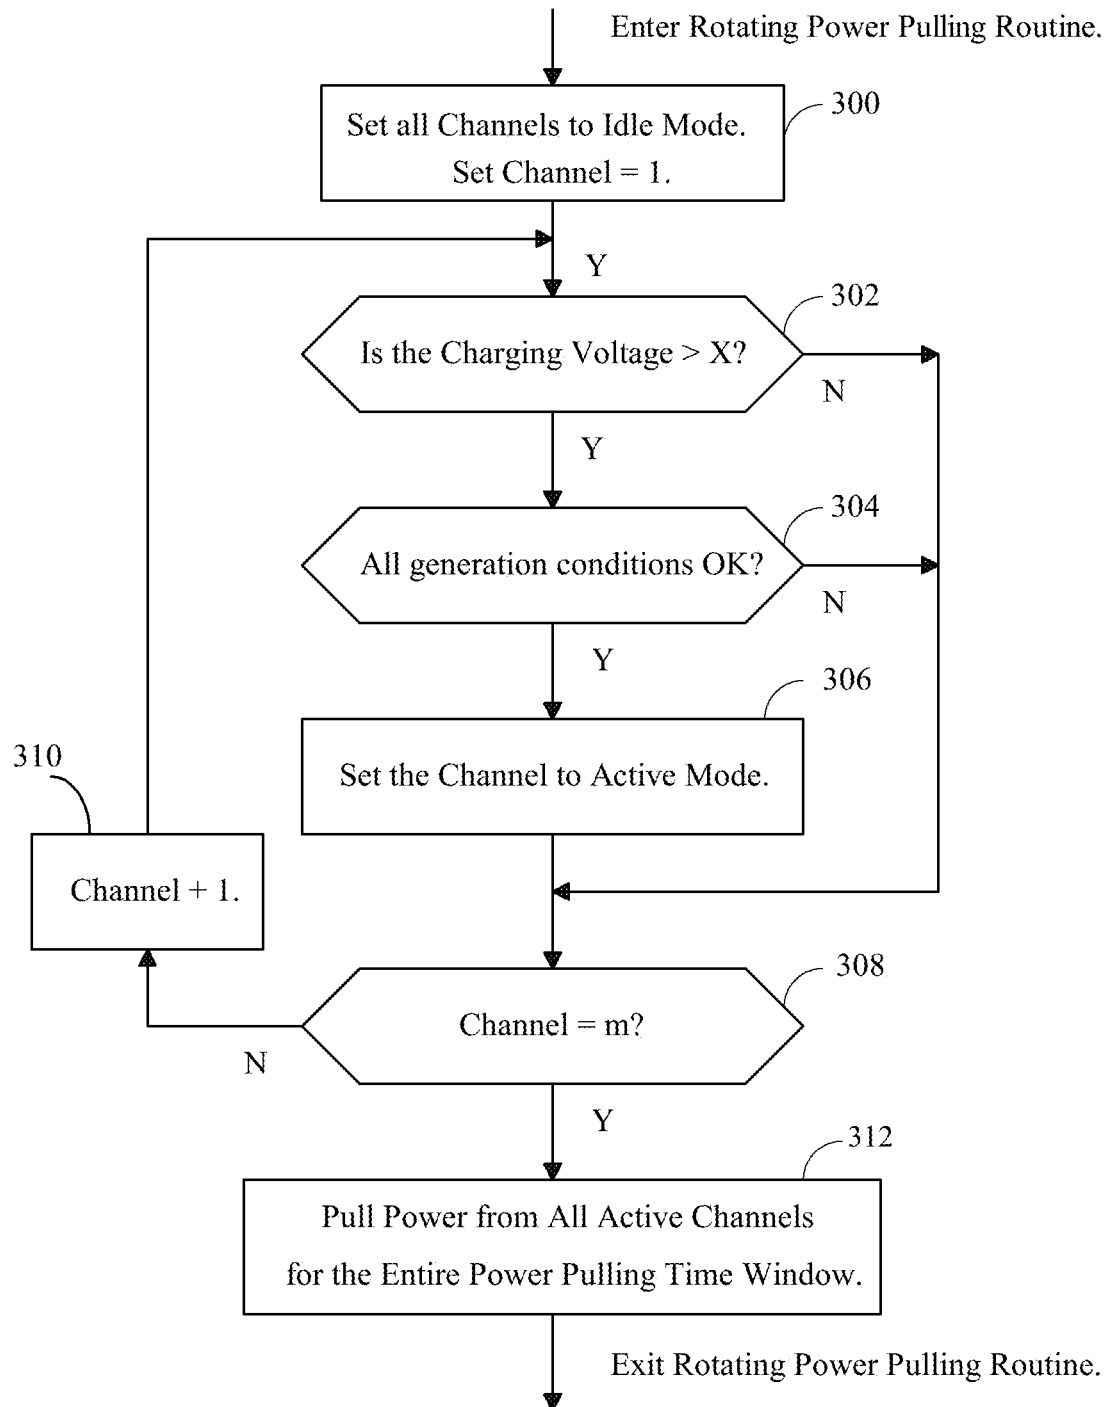 Enter Rotating Power Pulling Routine.
300
Set all Channels to Idle Mode.
Set Channel = 1.
Y
302
Is the Charging Voltage > X?
N
Y
304
All generation conditions OK?
N
Y
306
310
Set the Channel to Active Mode.
Channel + 1.
308
Channel = m?
N
Y
312
Pull Power from All Active Channels
for the Entire Power Pulling Time Window.
Exit Rotating Power Pulling Routine.